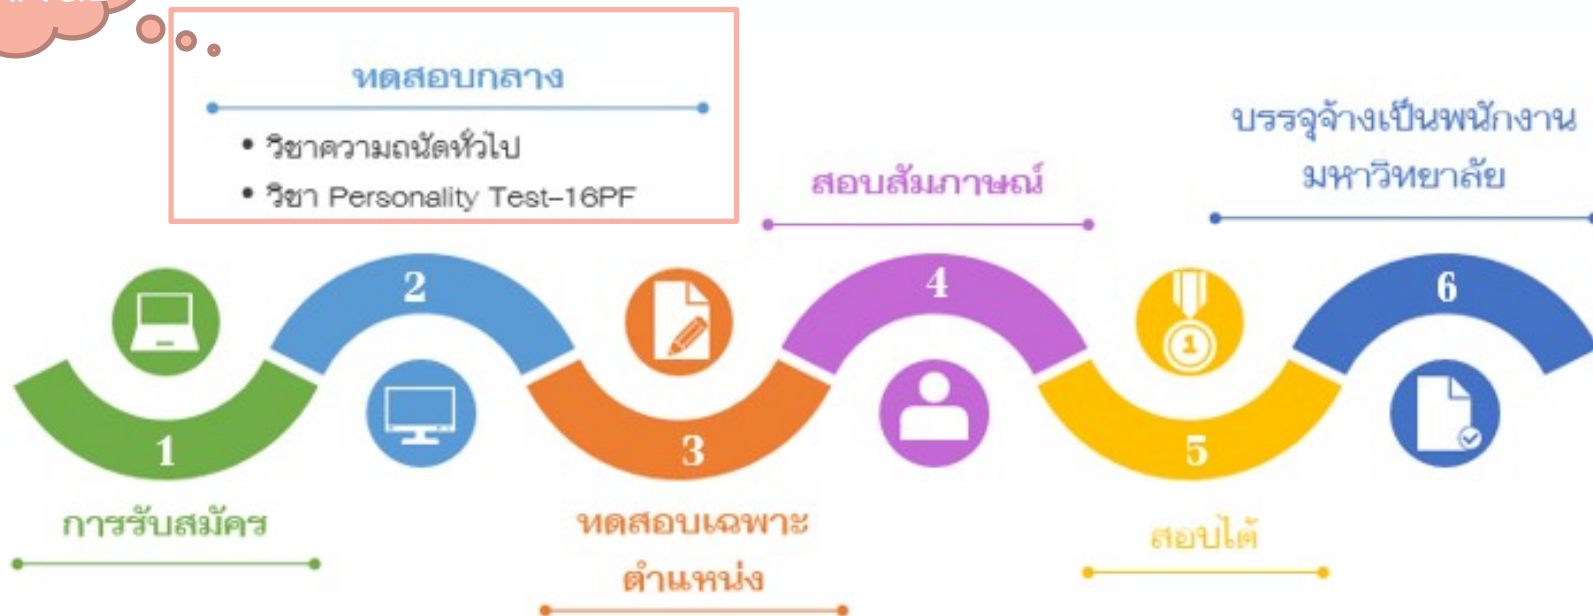 ทดสอบกลาง
• วิชาความถนัดทั่วไป
• วิชา Personality Test-16PF
สอบสัมภาษณ์
บรรจุจ้างเป็นพนักงาน
มหาวิทยาลัย
1
2
3
4
1
5
6
การรับสมัคร
ทดสอบเฉพาะ
ตำแหน่ง
สอบได้